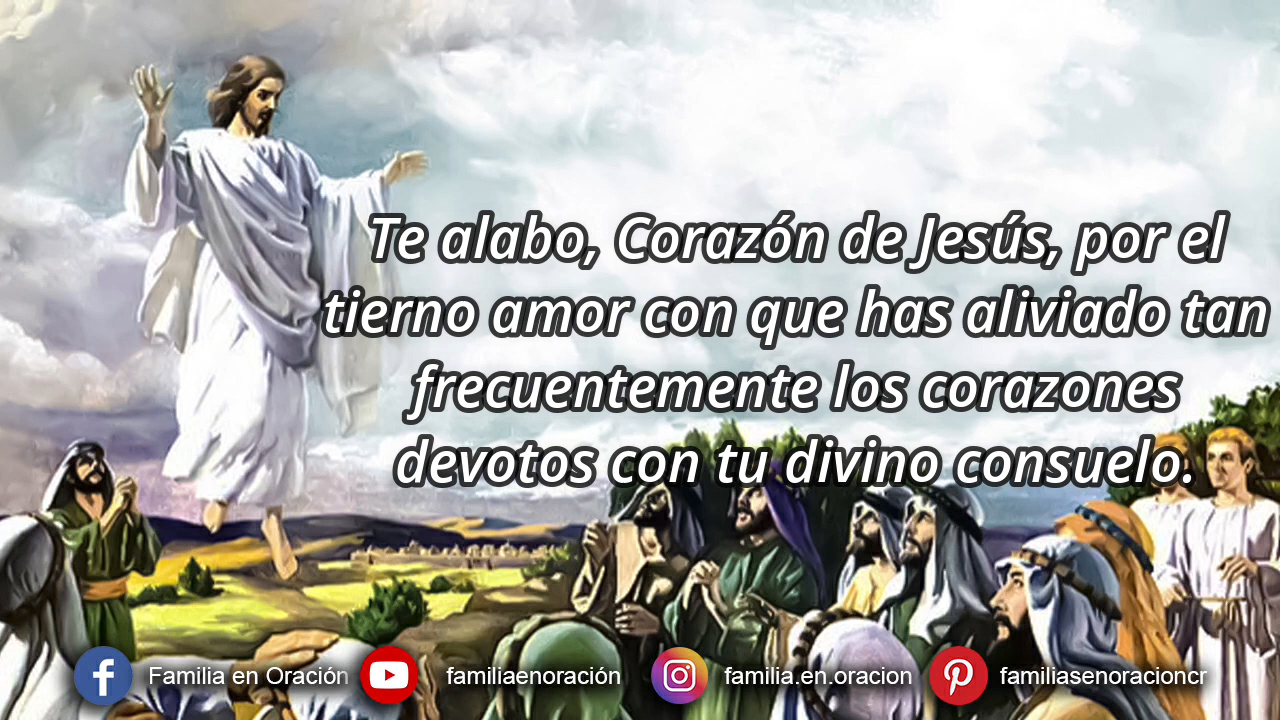 Te alabo, Corazón de Jesús, por el
tierno amor con que has aliviado tan
frecuentemente los corazones
devotos con tu divino consuelo.
Familia en Oración
familiaenoración
familia.en.oracion
familiasenoracioncr